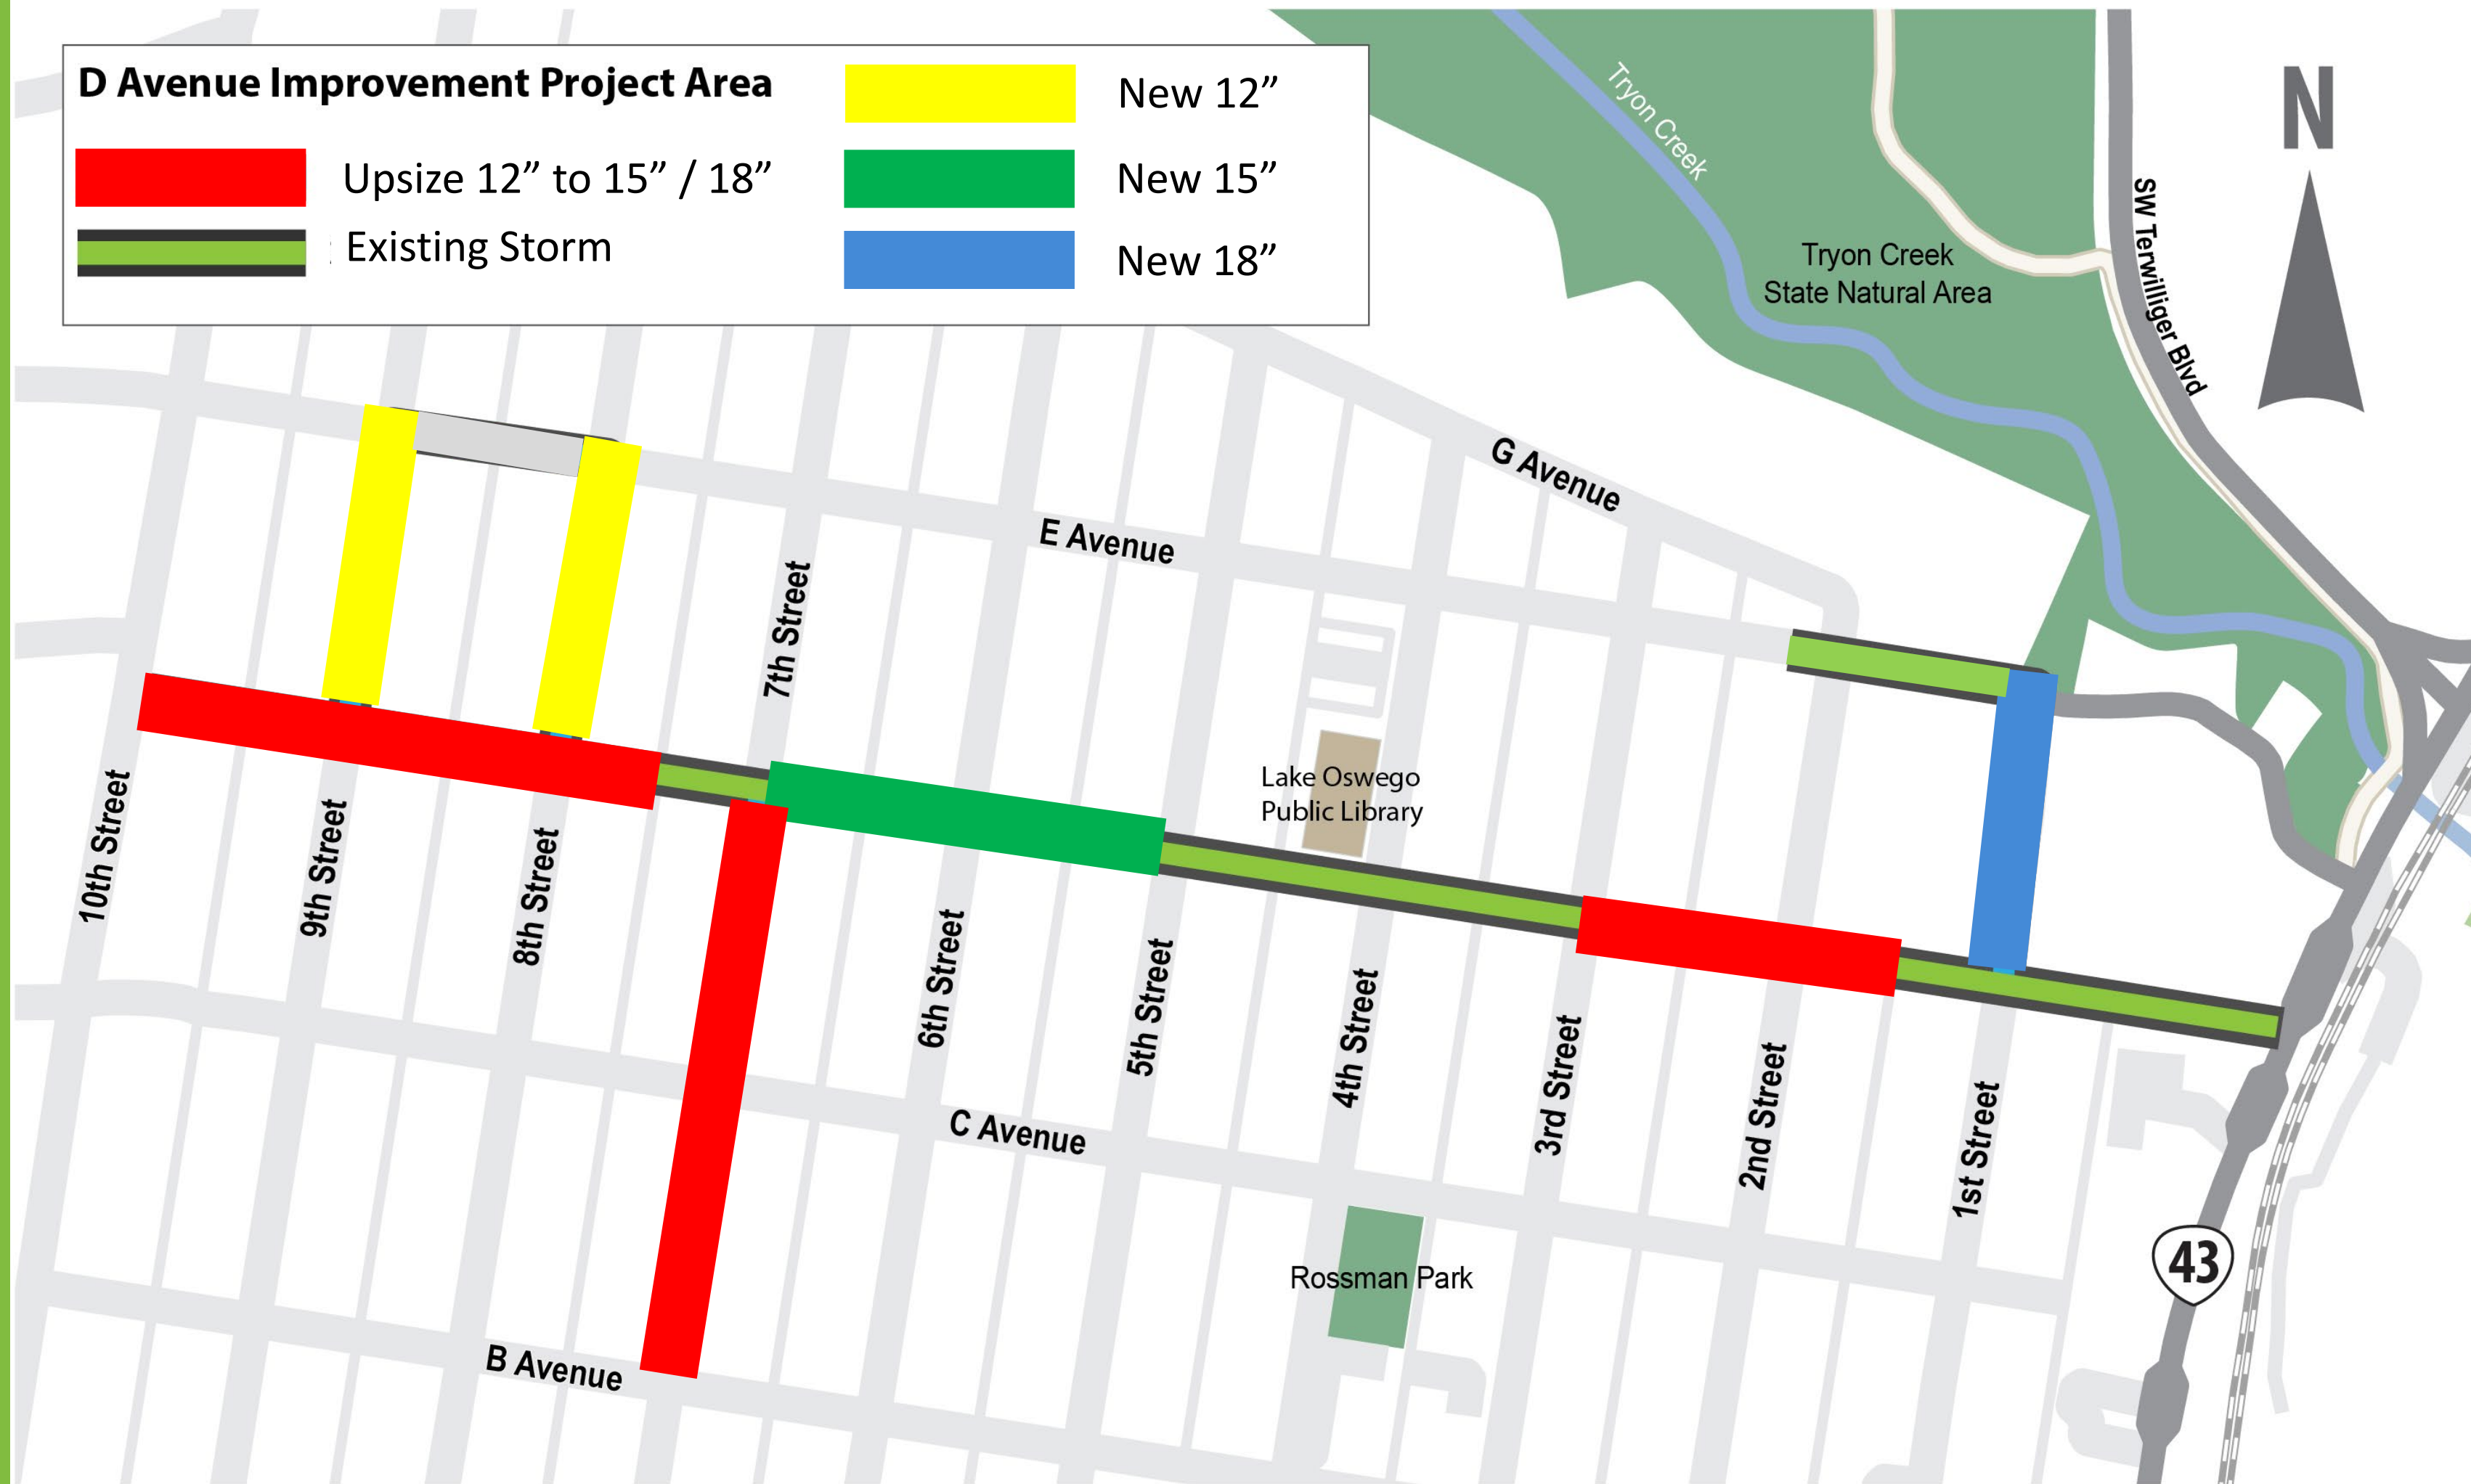 D Avenue Improvement Project Area
Upsize 12” to 15” / 18”
Existing Storm
New 12”
New 15”
New 18”
N
Tryon Creek
Tryon Creek
State Natural Area
SW Terwilliger Blvd
G Avenue
E Avenue
7th Street
Lake Oswego
Public Library
10th Street
9th Street
8th Street
6th Street
5th Street
4th Street
3rd Street
2nd Street
1st Street
C Avenue
Rossman Park
43
B Avenue